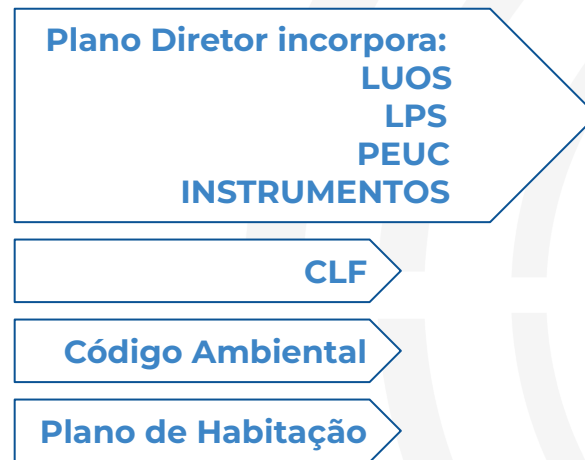 Plano Diretor incorpora:
LUOS
LPS
PEUC
INSTRUMENTOS
CLF
Código Ambiental
Plano de Habitação